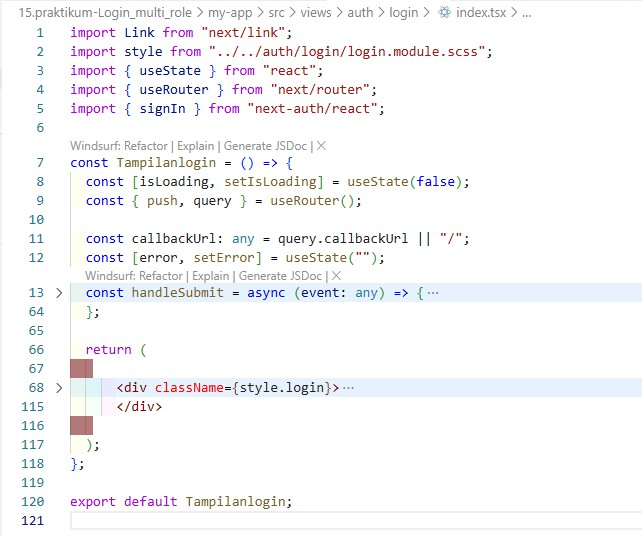 15.praktikum-Login_multi_role > my-app > src > views > auth > login > index.tsx > ...
1 import Link from "next/link";
2 import style from "../../auth/login/login.module.scss";
3 import { useState } from "react";
4 import { useRouter } from "next/router";
5 import { signIn } from "next-auth/react";
6
Windsurf: Refactor | Explain | Generate JSDoc | X
7 const Tampilanlogin = () => {
8 const [isLoading, setIsLoading] = useState(false);
9 const { push, query } = useRouter();
10
11 const callbackUrl: any = query.callbackUrl || "/";
12 const [error, setError] = useState("");
Windsurf: Refactor | Explain | Generate JSDoc | X
13 > const handleSubmit = async (event: any) => { ...
64 };
65
66 return (
67
68 > <div className={style.login}> ...
115 </div>
116
117 );
118 };
119
120 export default Tampilanlogin;
121